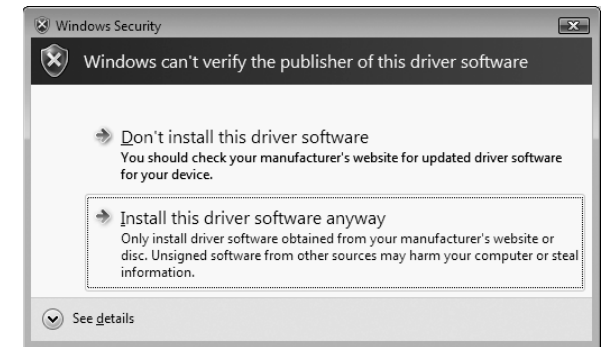 Windows Security
Windows can't verify the publisher of this driver software
Don't install this driver software
You should check your manufacturer's website for updated driver software
for your device.
Install this driver software anyway
Only install driver software obtained from your manufacturer's website or
disc. Unsigned software from other sources may harm your computer or steal
information.
See details